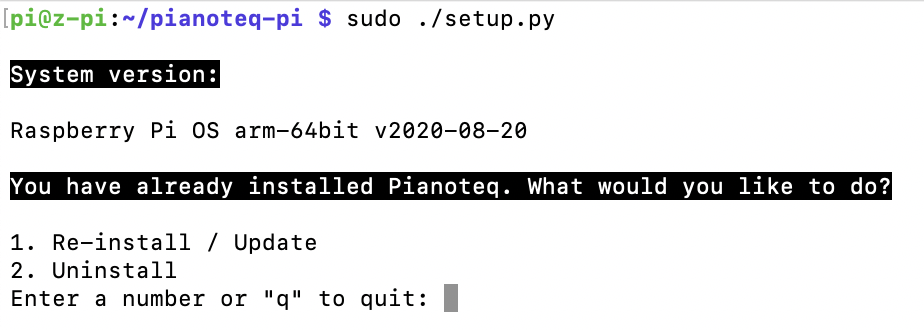 [pi@z-pi:~/pianoteq-pi $ sudo ./setup.py
System version:
Raspberry Pi OS arm-64bit v2020-08-20
You have already installed Pianoteq. What would you like to do?
1. Re-install / Update
2. Uninstall
Enter a number or "q" to quit: